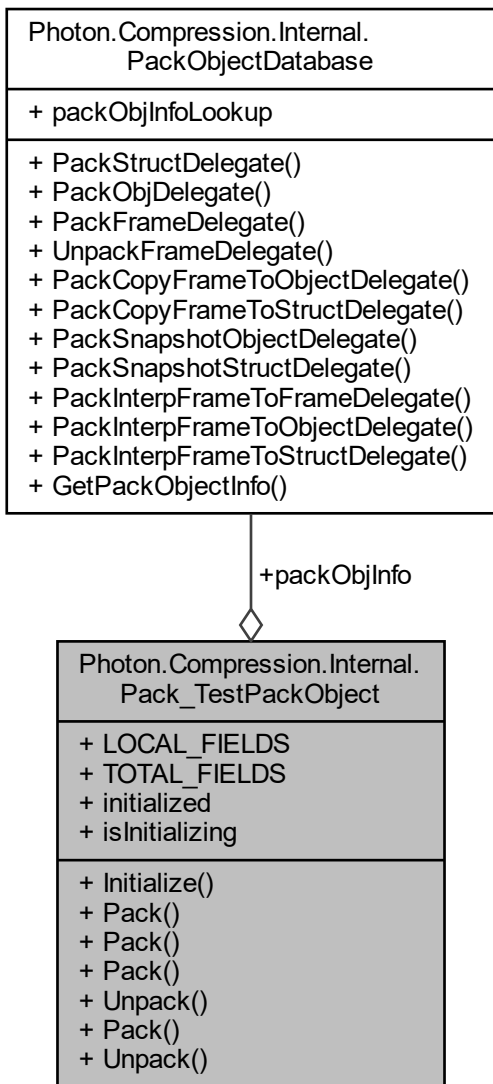 Photon.Compression.Internal.
PackObjectDatabase
+ packObjInfoLookup
+ PackStructDelegate()
+ PackObjDelegate()
+ PackFrameDelegate()
+ UnpackFrameDelegate()
+ PackCopyFrameToObjectDelegate()
+ PackCopyFrameToStructDelegate()
+ PackSnapshotObjectDelegate()
+ PackSnapshotStructDelegate()
+ PackInterpFrameToFrameDelegate()
+ PackInterpFrameToObjectDelegate()
+ PackInterpFrameToStructDelegate()
+ GetPackObjectInfo()
+packObjInfo
Photon.Compression.Internal.
Pack_TestPackObject
+ LOCAL_FIELDS
+ TOTAL_FIELDS
+ initialized
+ isInitializing
+ Initialize()
+ Pack()
+ Pack()
+ Pack()
+ Unpack()
+ Pack()
+ Unpack()